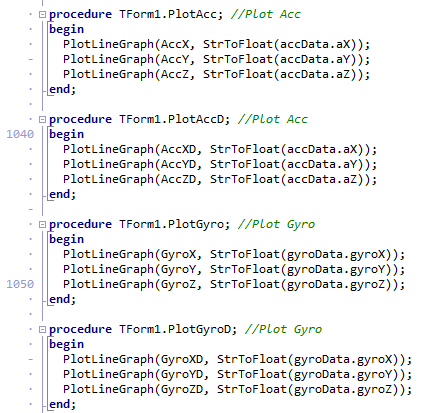 procedure TForm1.PlotAcc; //Plot Acc
begin
  PlotLineGraph(AccX, StrToFloat(accData.aX));
  PlotLineGraph(AccY, StrToFloat(accData.aY));
  PlotLineGraph(AccZ, StrToFloat(accData.aZ));
end;
procedure TForm1.PlotAccD; //Plot Acc
1040 begin
  PlotLineGraph(AccXD, StrToFloat(accData.aX));
  PlotLineGraph(AccYD, StrToFloat(accData.aY));
  PlotLineGraph(AccZD, StrToFloat(accData.aZ));
end;
procedure TForm1.PlotGyro; //Plot Gyro
begin
  PlotLineGraph(GyroX, StrToFloat(gyroData.gyroX));
  PlotLineGraph(GyroY, StrToFloat(gyroData.gyroY));
1050   PlotLineGraph(GyroZ, StrToFloat(gyroData.gyroZ));
end;
procedure TForm1.PlotGyroD; //Plot Gyro
begin
  PlotLineGraph(GyroXD, StrToFloat(gyroData.gyroX));
  PlotLineGraph(GyroYD, StrToFloat(gyroData.gyroY));
  PlotLineGraph(GyroZD, StrToFloat(gyroData.gyroZ));
end;